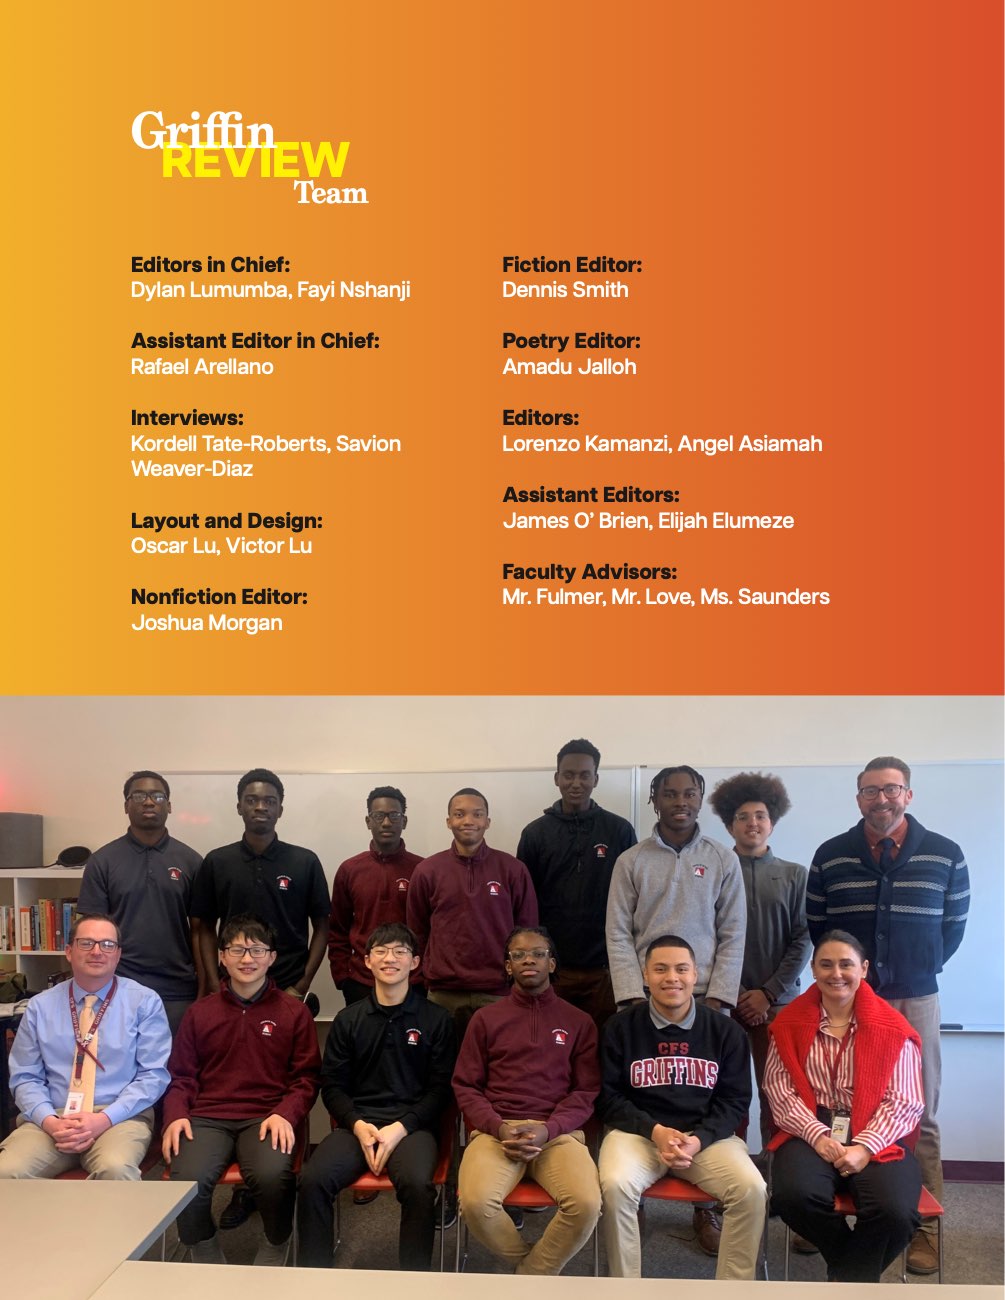 Griffin
REVIEW
Team
Editors in Chief:
Dylan Lumumba, Fayi Nshanji
Assistant Editor in Chief:
Rafael Arellano
Interviews:
Kordell Tate-Roberts, Savion
Weaver-Diaz
Layout and Design:
Oscar Lu, Victor Lu
Nonfiction Editor:
Joshua Morgan
Fiction Editor:
Dennis Smith
Poetry Editor:
Amadu Jalloh
Editors:
Lorenzo Kamanzi, Angel Asiamah
Assistant Editors:
James O’ Brien, Elijah Elumeze
Faculty Advisors:
Mr. Fulmer, Mr. Love, Ms. Saunders
CFS
GRIFFINS